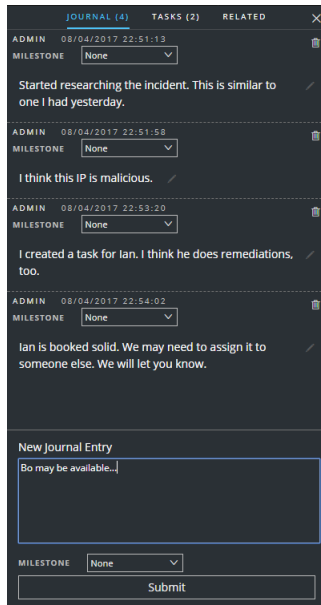 JOURNAL (4) TASKS (2) RELATED
ADMIN 08/04/2017 22:51:13
MILESTONE None
Started researching the incident. This is similar to
one I had yesterday.
ADMIN 08/04/2017 22:51:58
MILESTONE None
I think this IP is malicious.
ADMIN 08/04/2017 22:53:20
MILESTONE None
I created a task for Ian. I think he does remediations,
too.
ADMIN 08/04/2017 22:54:02
MILESTONE None
Ian is booked solid. We may need to assign it to
someone else. We will let you know.
New Journal Entry
Bo may be available...
MILESTONE None
Submit